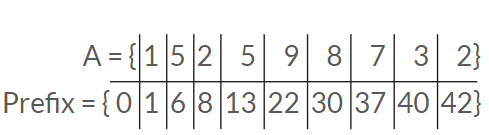 A = { 1 5 2 5 9 8 7 3 2}
Prefix = { 0 1 6 8 13 22 30 37 40 42}